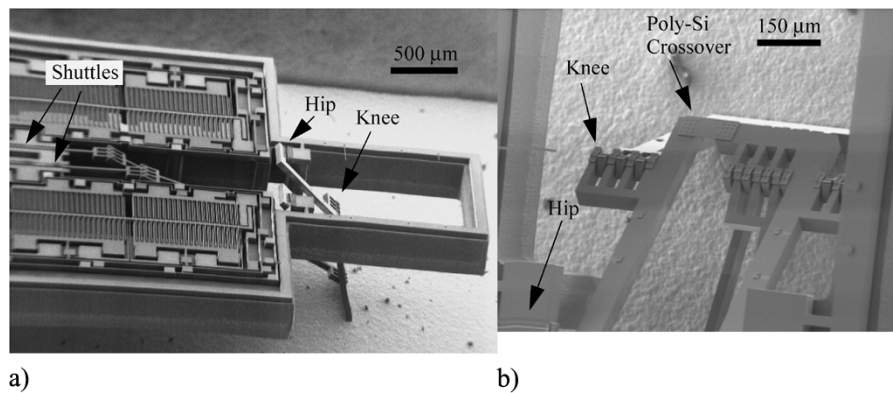 Shuttles
Hip
Knee
500 μm
a)
Poly-Si
Crossover
150 μm
Knee
Hip
b)